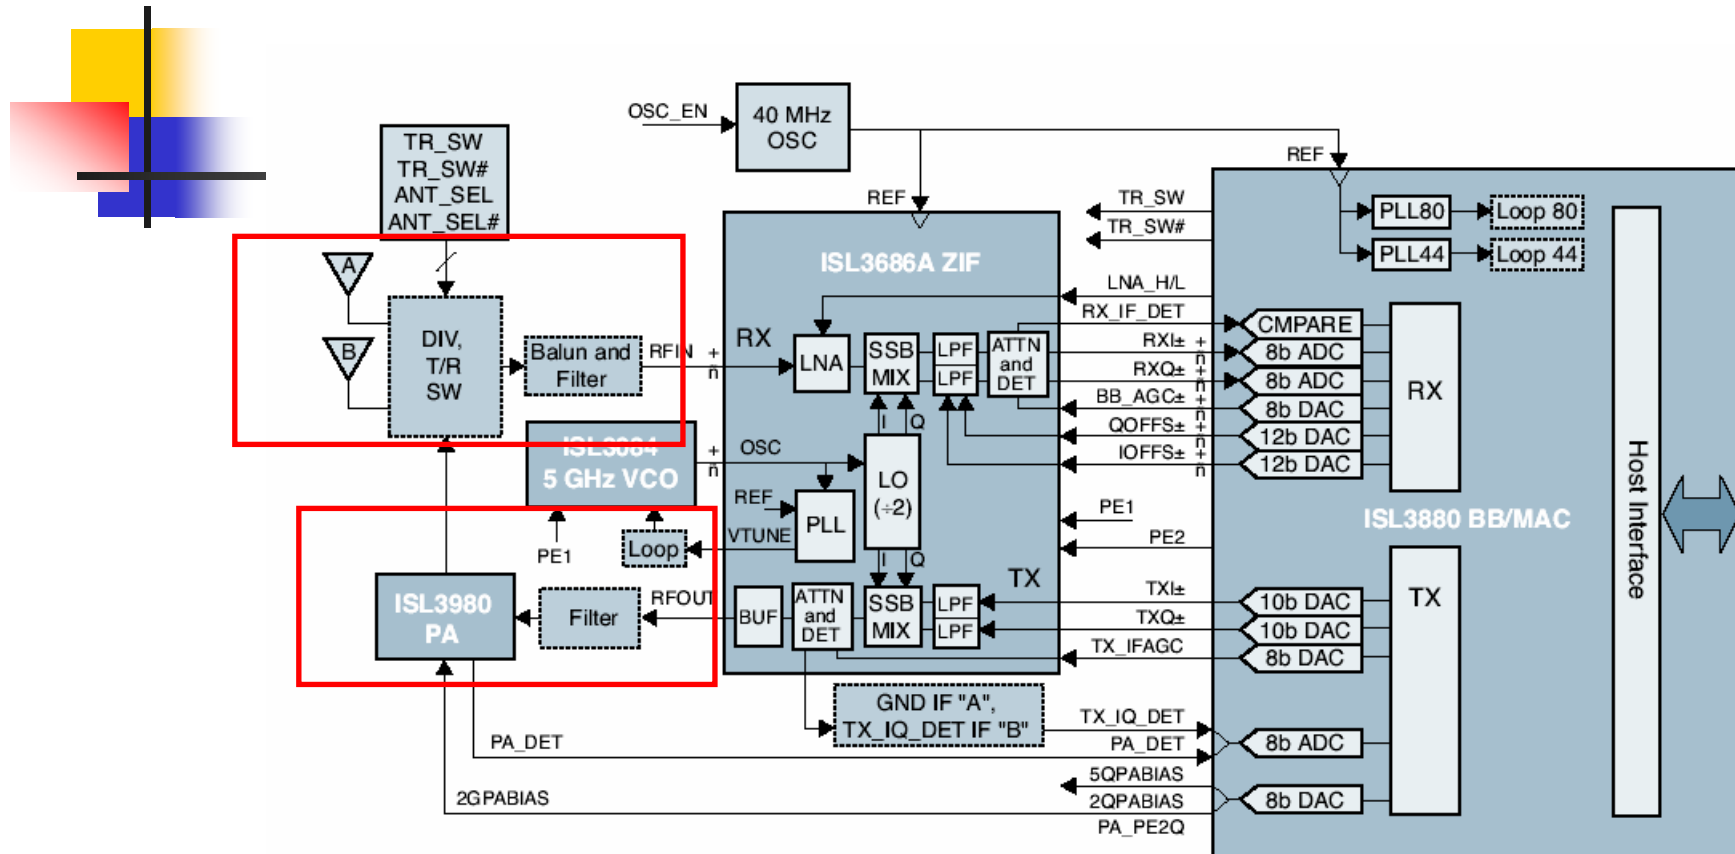 OSC_EN
40 MHz
OSC
TR_SW
TR_SW#
ANT_SEL
ANT_SEL#
REF
REF
TR_SW
TR_SW#
PLL80
Loop 80
PLL44
Loop 44
A
B
DIV,
T/R
SW
Balun and
Filter
RFIN
+
n
ISL3686A ZIF
RX
LNA
SSB
MIX
LPF
LPF
ATTN
and
DET
I
Q
LNA_H/L
RX_IF_DET
RXI±
RXQ±
BB_AGC±
QOFFS±
IOFFS±
+
n
+
n
+
n
+
n
+
n
CMPARE
8b ADC
8b ADC
8b DAC
12b DAC
12b DAC
RX
Host Interface
ISL3084
5 GHz VCO
+
n
OSC
REF
PLL
LO
(÷2)
VTUNE
Loop
PE1
PE1
PE2
ISL3880 BB/MAC
ISL3980
PA
Filter
RFOUT
BUF
ATTN
and
DET
I
Q
SSB
MIX
LPF
LPF
TX
TXI±
TXQ±
TX_IFAGC
10b DAC
10b DAC
8b DAC
TX
GND IF "A",
TX_IQ_DET IF "B"
TX_IQ_DET
PA_DET
PA_DET
8b ADC
5QPABIAS
2GPABIAS
2QPABIAS
8b DAC
PA_PE2Q